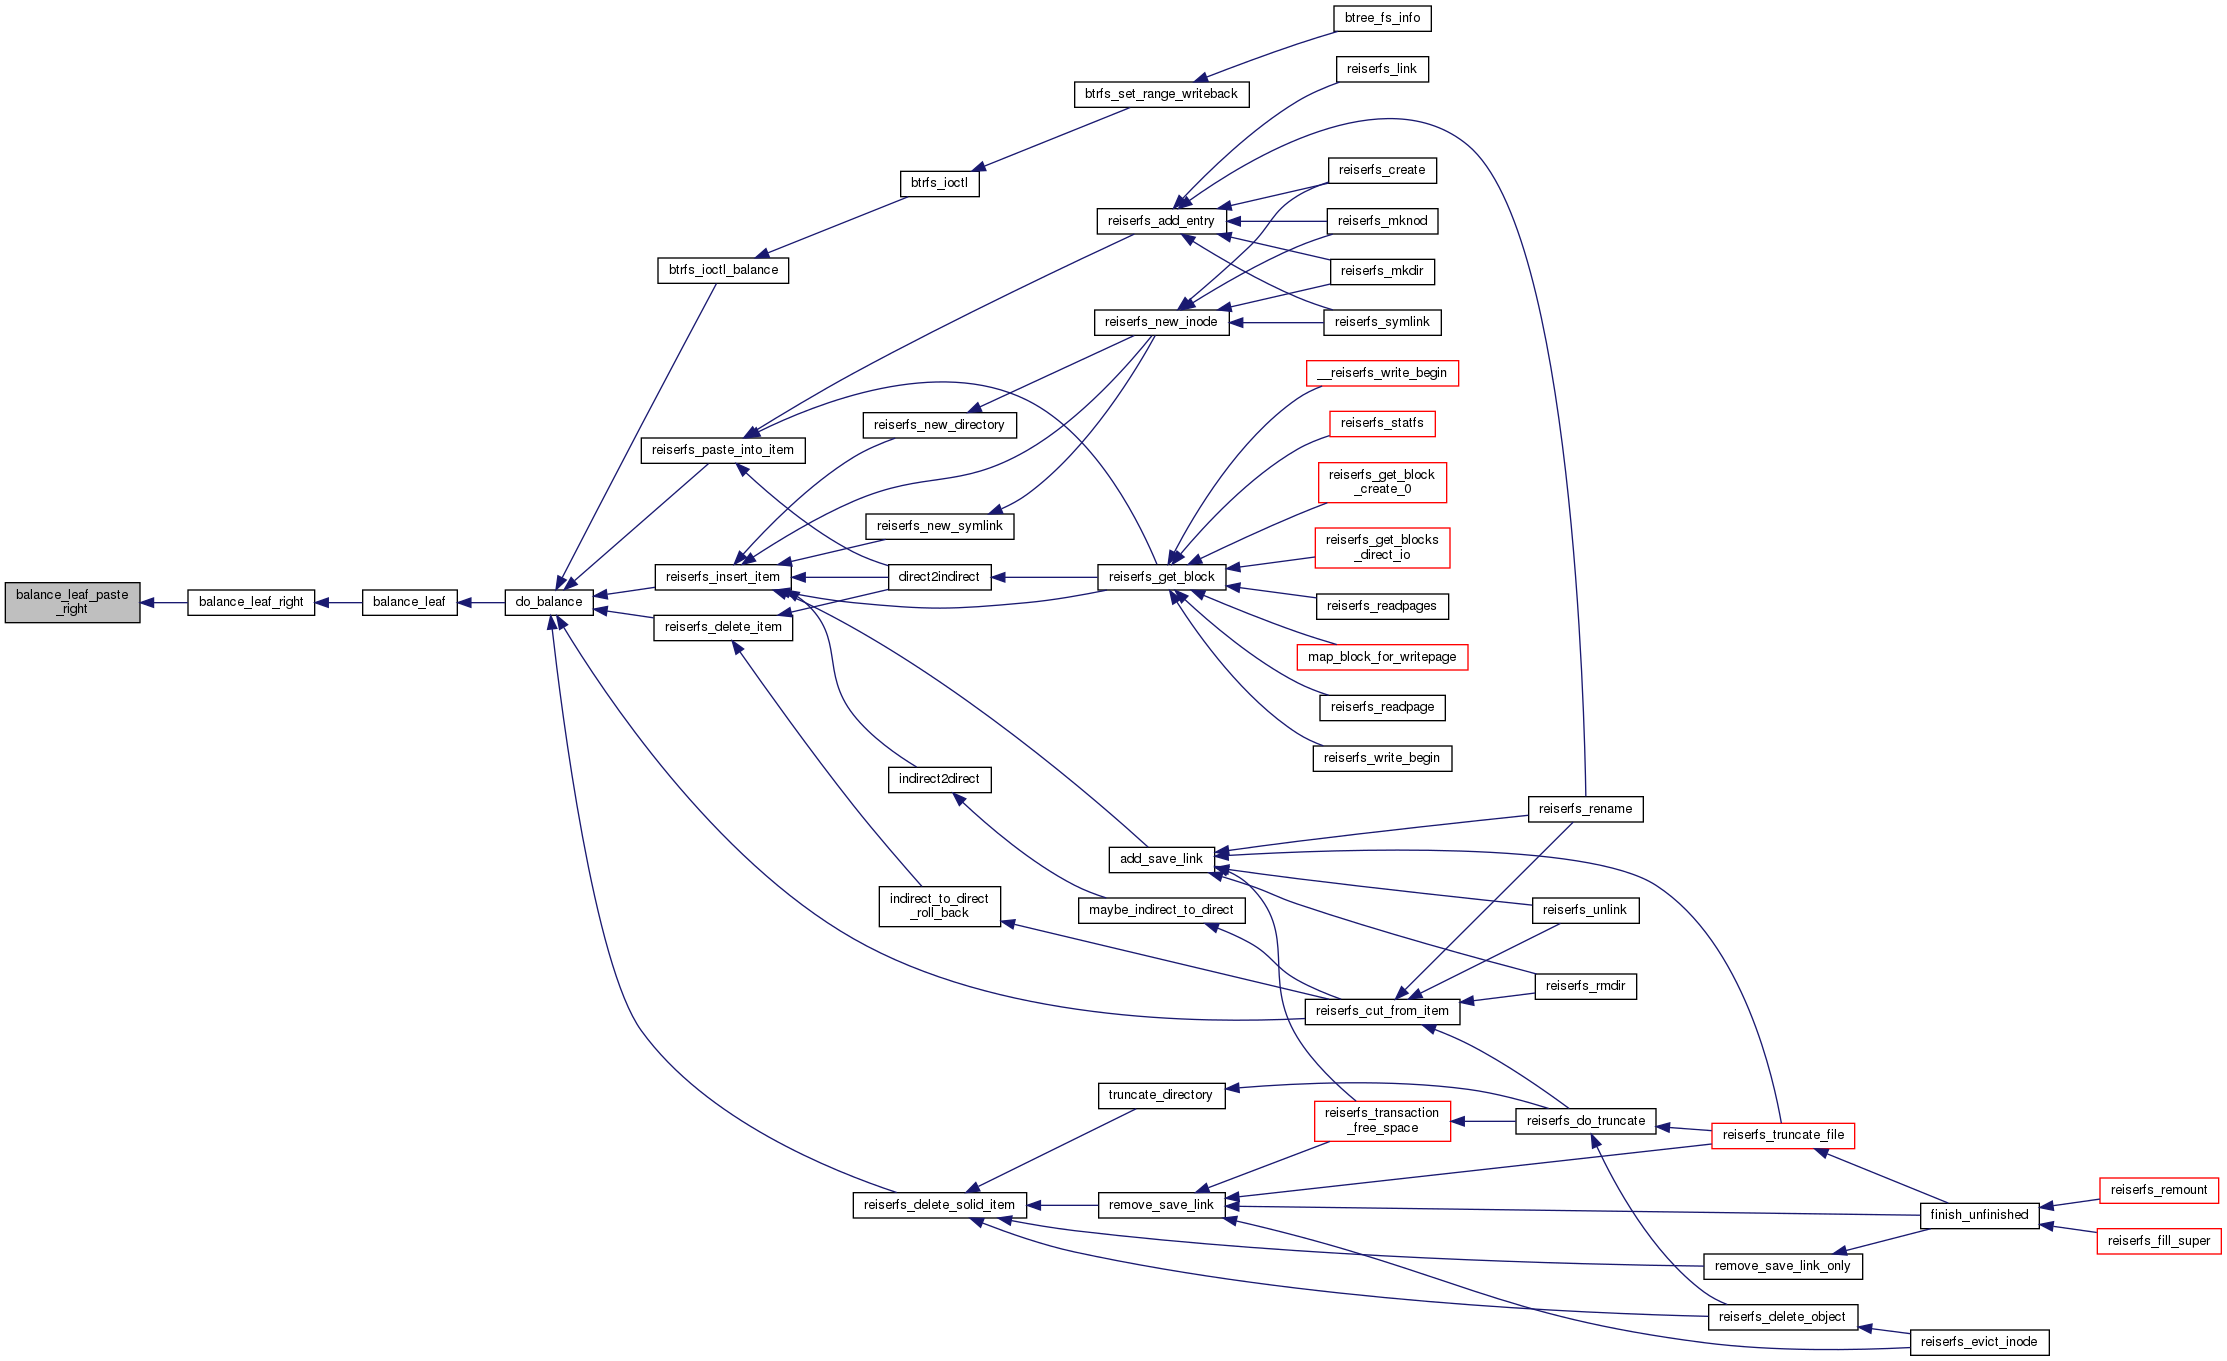 btree_fs_info
reiserfs_link
btrfs_set_range_writeback
reiserfs_create
btrfs_ioctl
reiserfs_add_entry
reiserfs_mknod
btrfs_ioctl_balance
reiserfs_mkdir
reiserfs_new_inode
reiserfs_symlink
__reiserfs_write_begin
reiserfs_new_directory
reiserfs_statfs
reiserfs_paste_into_item
reiserfs_get_block
_create_0
reiserfs_new_symlink
reiserfs_get_blocks
_direct_io
reiserfs_insert_item
direct2indirect
reiserfs_get_block
balance_leaf_paste
_right
balance_leaf_right
balance_leaf
do_balance
reiserfs_readpages
reiserfs_delete_item
map_block_for_writepage
reiserfs_readpage
reiserfs_write_begin
indirect2direct
reiserfs_rename
add_save_link
indirect_to_direct
_roll_back
maybe_indirect_to_direct
reiserfs_unlink
reiserfs_rmdir
reiserfs_cut_from_item
truncate_directory
reiserfs_transaction
_free_space
reiserfs_do_truncate
reiserfs_truncate_file
reiserfs_delete_solid_item
remove_save_link
reiserfs_remount
finish_unfinished
reiserfs_fill_super
remove_save_link_only
reiserfs_delete_object
reiserfs_evict_inode